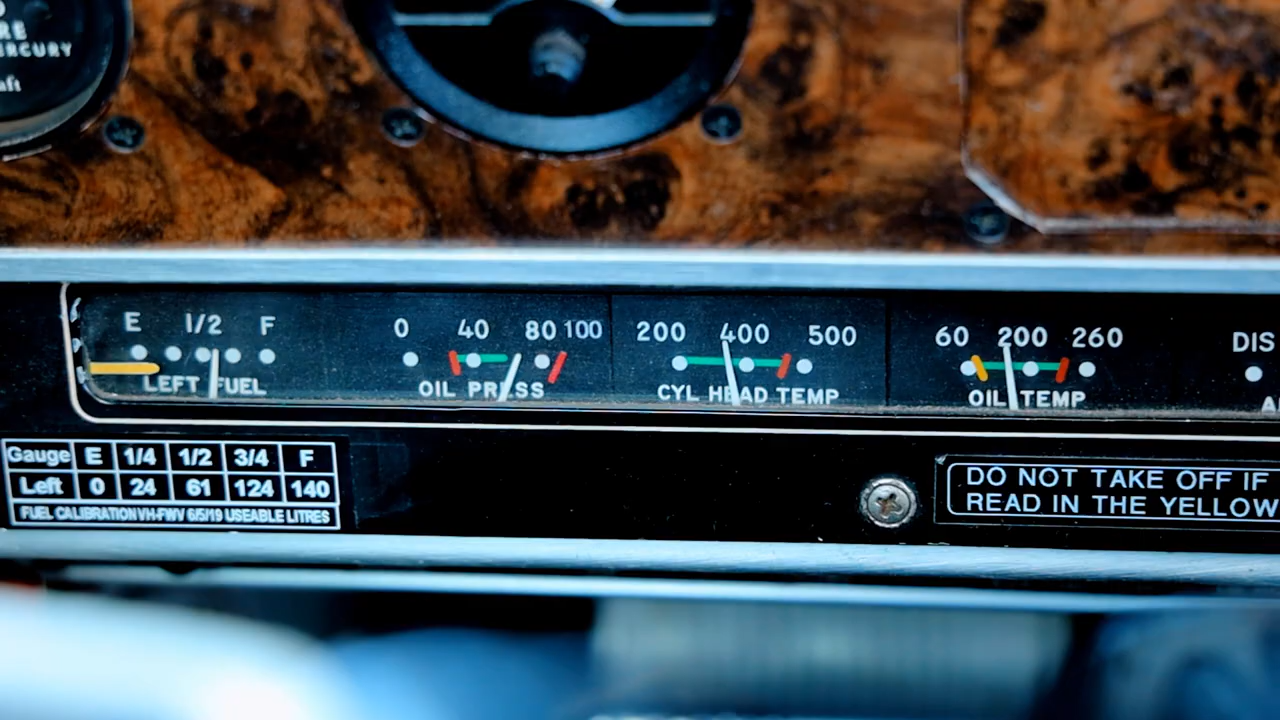 RE
ERCURY
E 1/2 F
LEFT FUEL
0 40 80 100
OIL PRESS
200 400 500
CYL HEAD TEMP
60 200 260
OIL TEMP
DIS
Gauge E 1/4 1/2 3/4 F
Left 0 24 61 124 140
FUEL CALIBRATION VH-FWV 6/5/19 USEABLE LITRES
DO NOT TAKE OFF IF
READ IN THE YELLOW